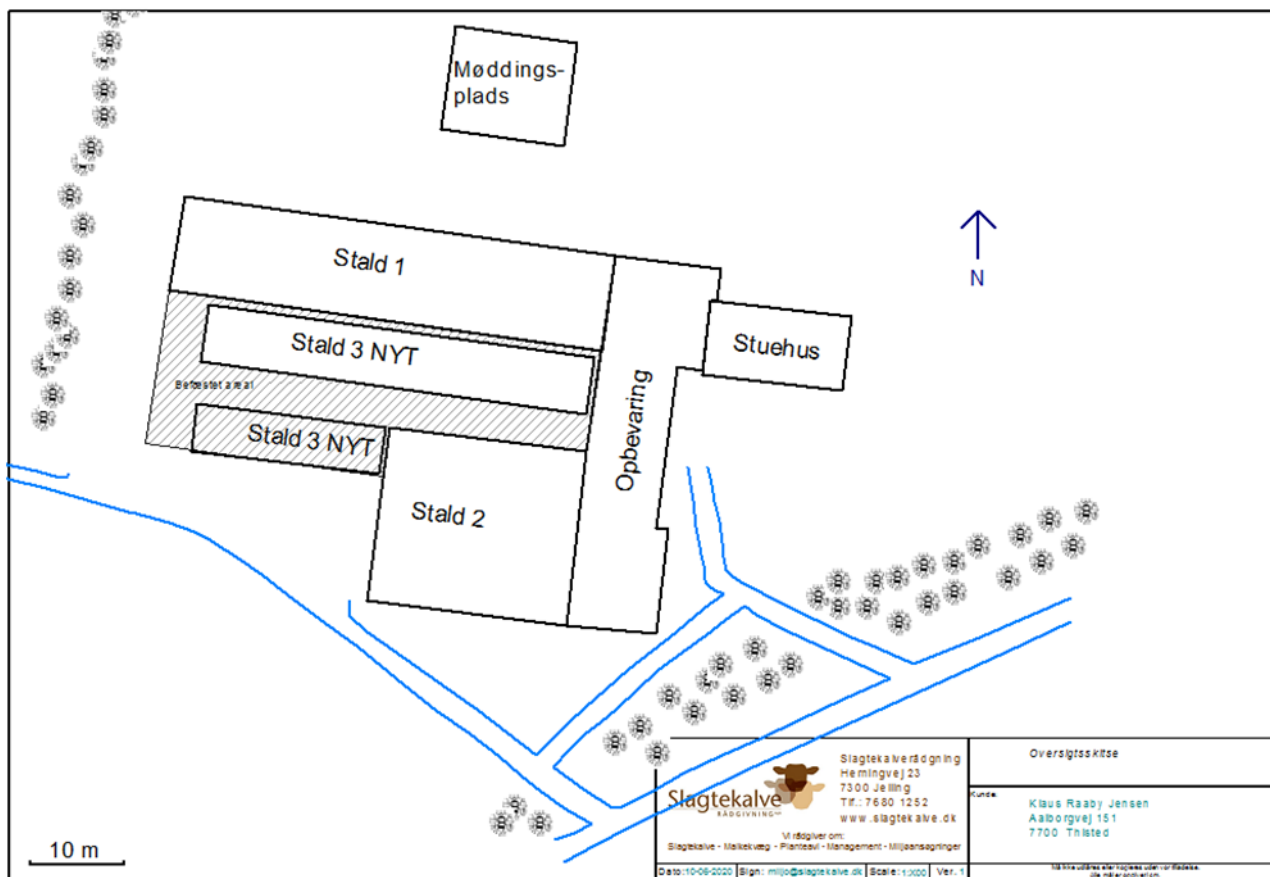 Møddings-
plads
Stald 1
Stald 3 NYT
Befæstet areal
Stald 3 NYT
Stald 2
Opbevaring
Stuehus
N
10 m
Slagtekalve
RÅDGIVNING
Slagtekalverådgning
Herningvej 23
7300 Jelling
Tlf.: 7680 1252
www.slagtekalve.dk
Vi rådgiver om:
Slagtekalve - Malkekvæg - Planteavl - Management - Miljøansøgninger
Dato:10-06-2020 Sign: miljo@slagtekalve.dk Scale: Ver. 1
Oversigtsskitse
Kunde:
Klaus Raaby Jensen
Aalborgvej 151
7700 Thisted